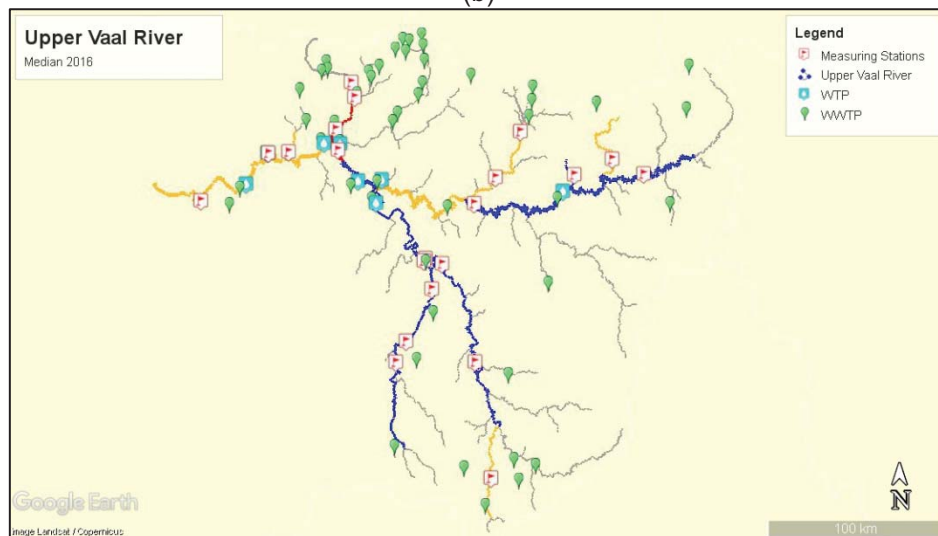 (b)
Upper Vaal River
Median 2016
Legend
Measuring Stations
Upper Vaal River
WTP
WWTP
Google Earth
Image Landsat / Copernicus
N
100 km